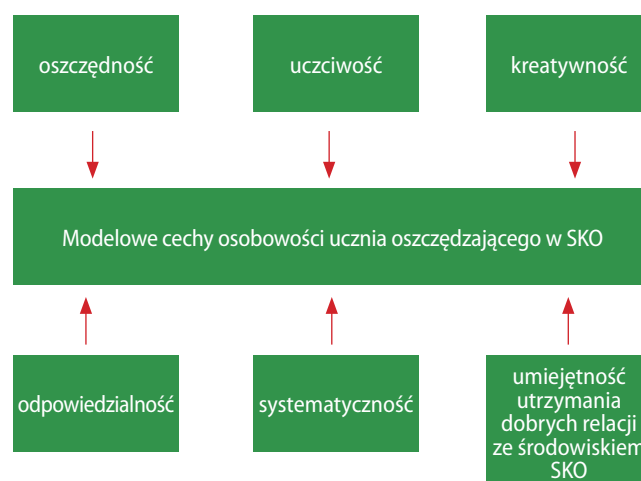 oszczędność
uczciwość
kreatywność
Modelowe cechy osobowości ucznia oszczędzającego w SKO
odpowiedzialność
systematyczność
umiejętność
utrzymania
dobrych relacji
ze środowiskiem
SKO